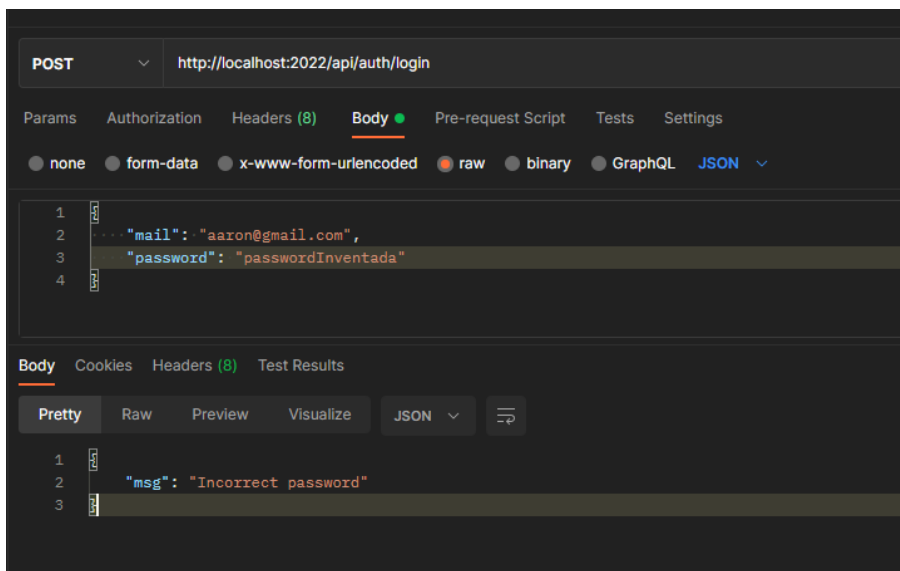 POST http://localhost:2022/api/auth/login
Params Authorization Headers (8) Body Pre-request Script Tests Settings
none form-data x-www-form-urlencoded raw binary GraphQL JSON
1 {
2 "mail": "aaron@gmail.com",
3 "password": "passwordInventada"
4 }
Body Cookies Headers (8) Test Results
Pretty Raw Preview Visualize JSON
1 {
2 "msg": "Incorrect password"
3 }